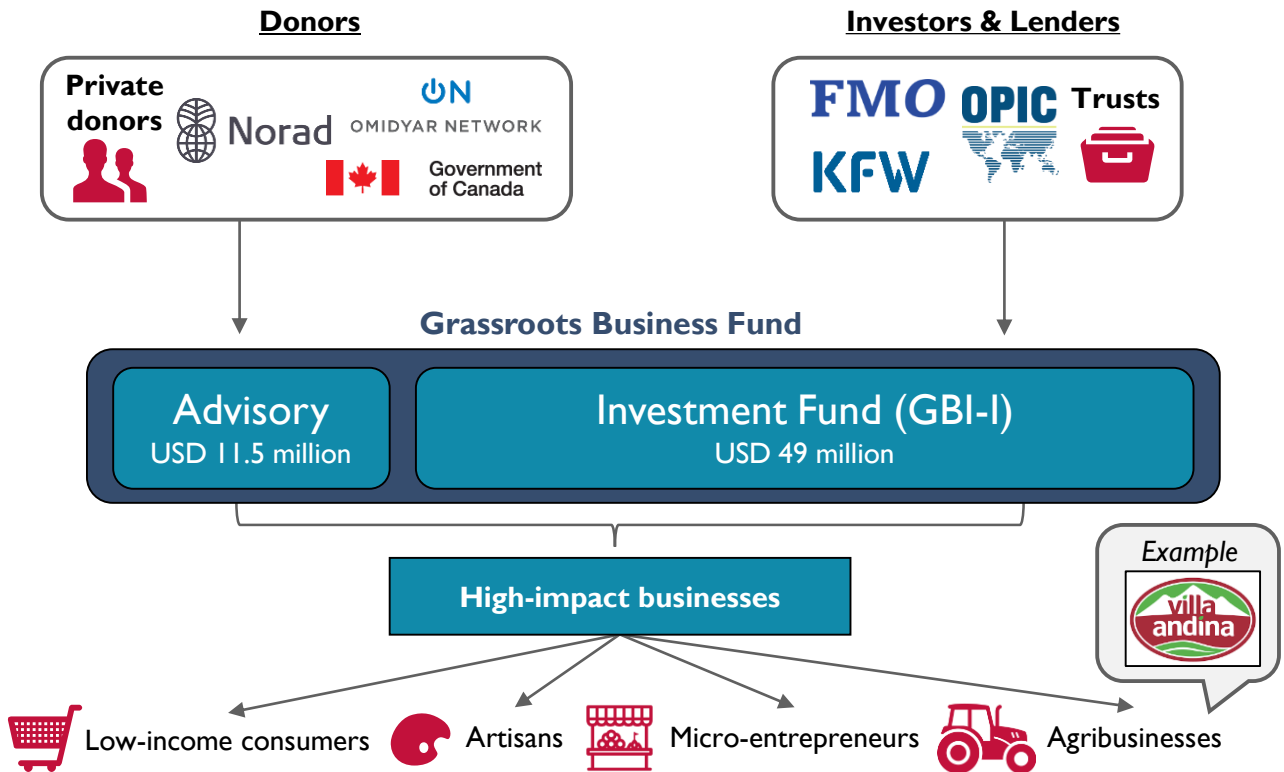 Donors
Investors & Lenders
Private
donors
Norad
ON
OMIDYAR NETWORK
Government
of Canada
FMO
OPIC
Trusts
KFW
Grassroots Business Fund
Advisory
USD 11.5 million
Investment Fund (GBI-I)
USD 49 million
High-impact businesses
Example
villa
andina
Low-income consumers
Artisans
Micro-entrepreneurs
Agribusinesses